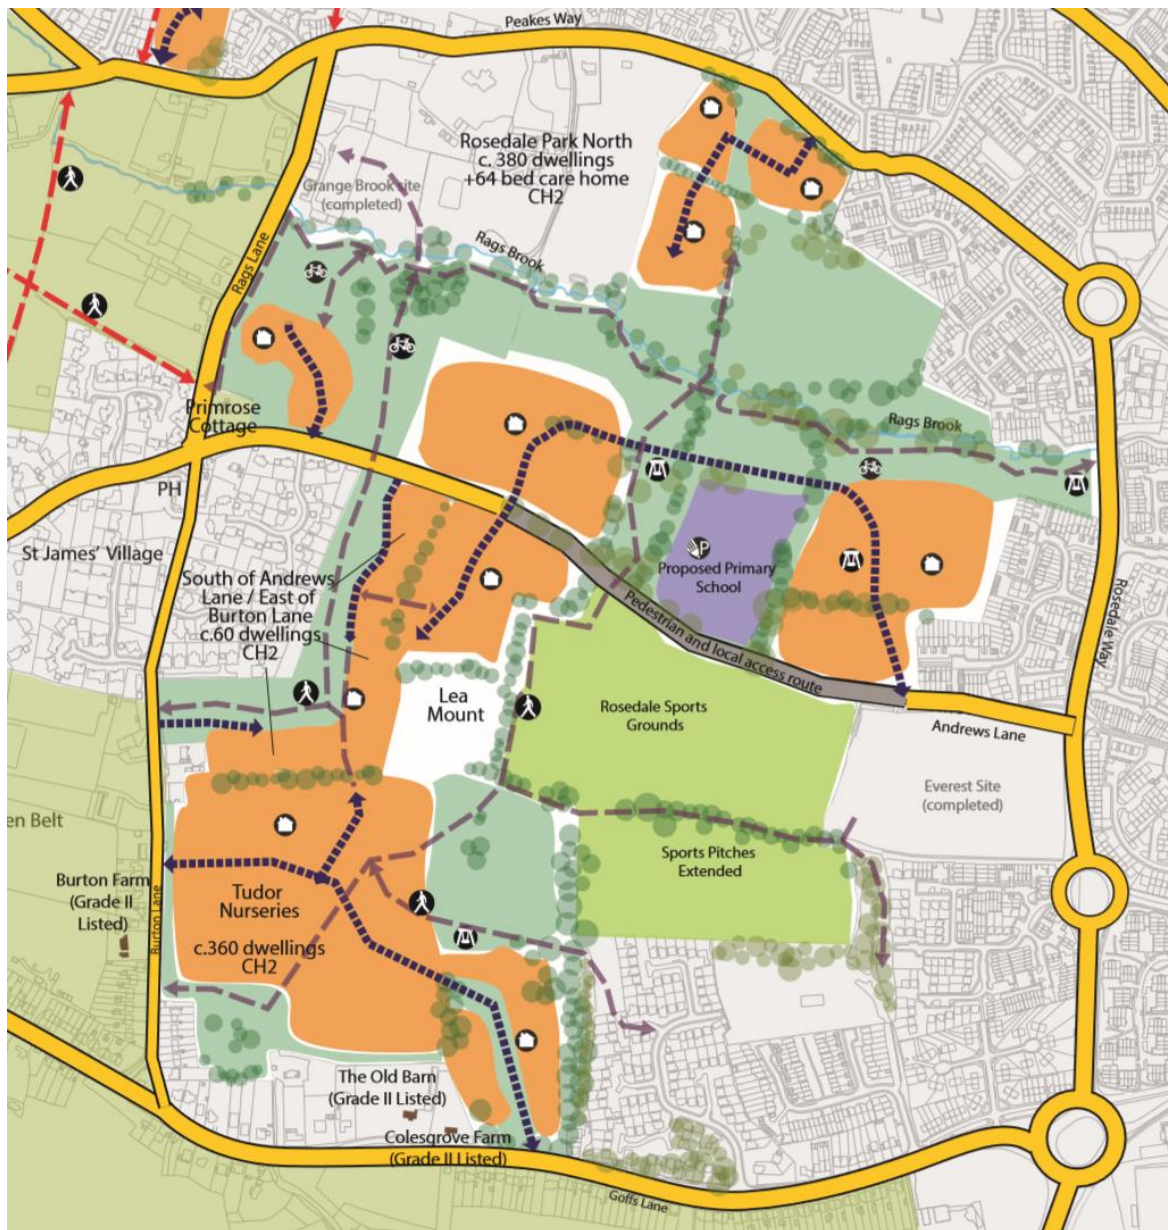 Peakes Way
Rosedale Park North
c. 380 dwellings
+64 bed care home
CH2
Grange Brook site
(completed)
Rags Brook
Rags Lane
Primrose
Cottage
Rags Brook
PH
St James' Village
South of Andrews
Lane / East of
Burton Lane
c.60 dwellings
CH2
P
Proposed Primary
School
Pedestrian and local access route
Rosedale Way
Lea
Mount
Rosedale Sports
Grounds
Andrews Lane
Everest Site
(completed)
en Belt
Sports Pitches
Extended
Burton Farm
(Grade II
Listed)
Burton Lane
Tudor
Nurseries
c.360 dwellings
CH2
The Old Barn
(Grade II Listed)
Colesgrove Farm
(Grade II Listed)
Goffs Lane